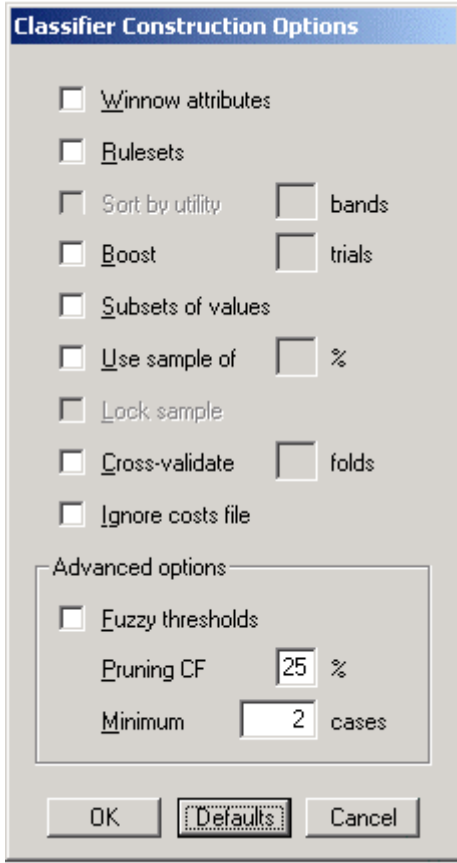 Classifier Construction Options
Winnow attributes
Rulesets
Sort by utility bands
Boost trials
Subsets of values
Use sample of %
Lock sample
Cross-validate folds
Ignore costs file
Advanced options
Fuzzy thresholds
Pruning CF 25 %
Minimum 2 cases
OK Defaults Cancel